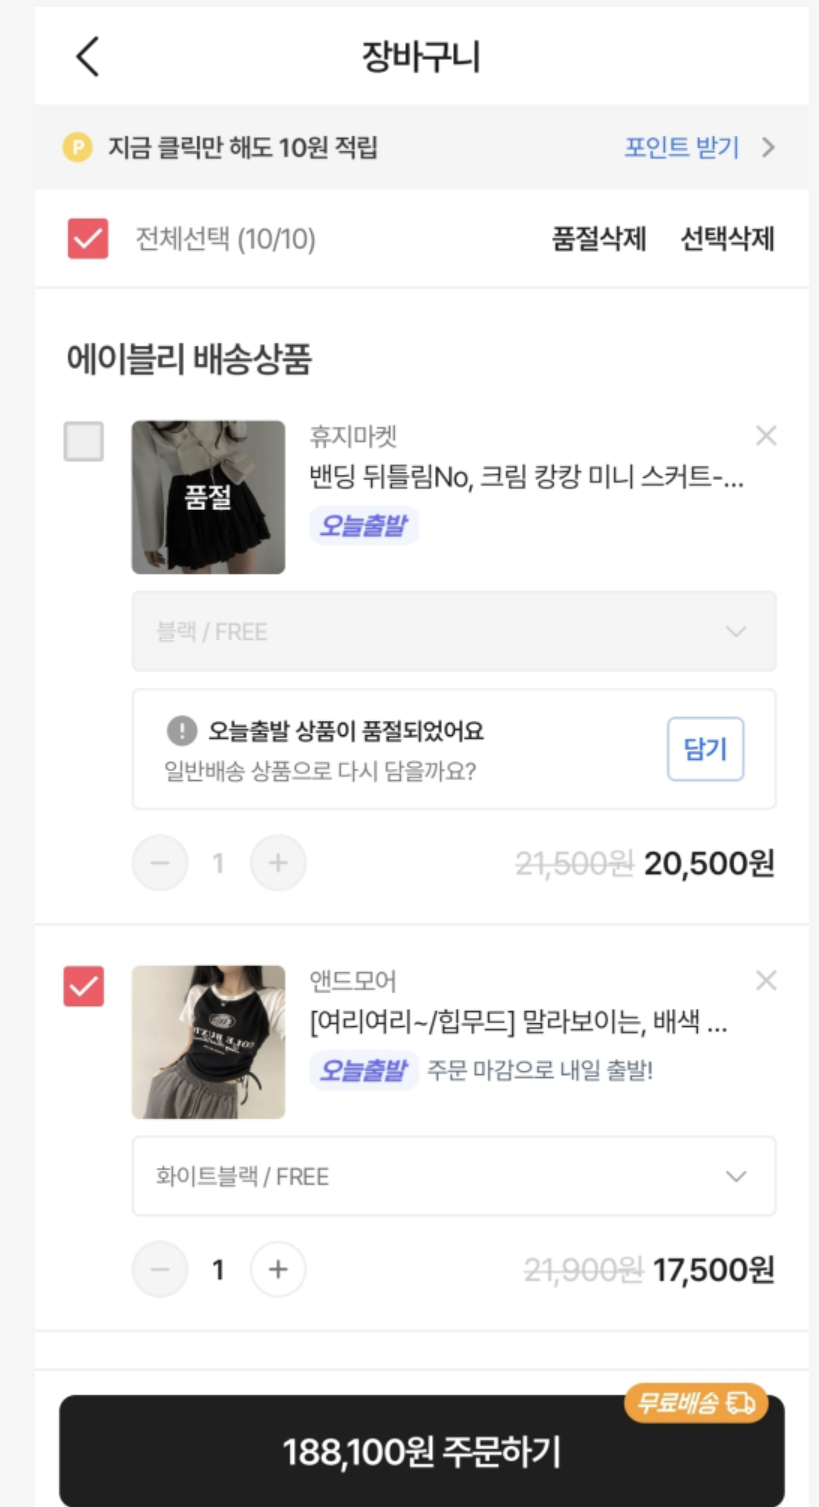 장바구니
P 지금 클릭만 해도 10원 적립 포인트 받기
전체선택 (10/10) 품절삭제 선택삭제
에이블리 배송상품
휴지마켓
품절
밴딩 뒤틀림No, 크림 캉캉 미니 스커트-...
오늘출발
블랙 / FREE
오늘출발 상품이 품절되었어요
일반배송 상품으로 다시 담을까요?
담기
1
21,500원 20,500원
앤드모어
[여리여리~/힙무드] 말라보이는, 배색 ...
오늘출발 주문 마감으로 내일 출발!
화이트블랙 / FREE
1
21,900원 17,500원
무료배송
188,100원 주문하기